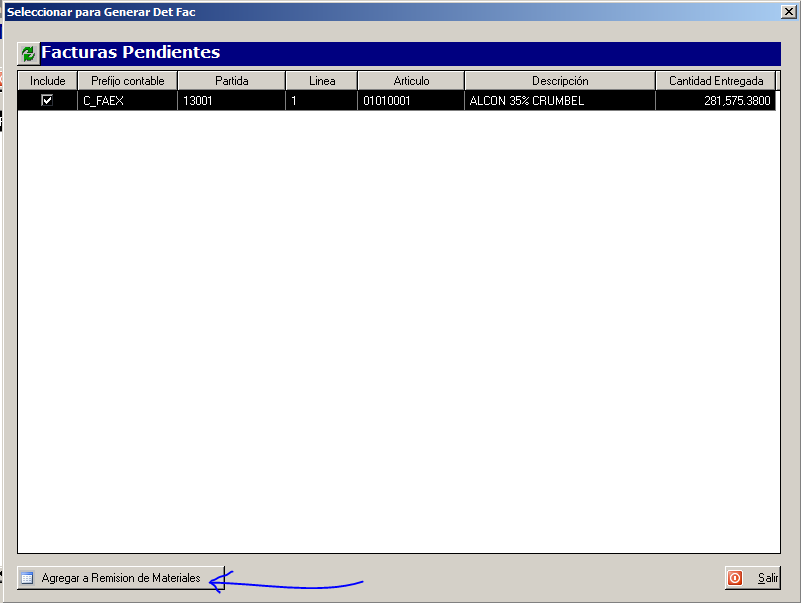 Seleccionar para Generar Det Fac
Facturas Pendientes
Include Prefijo contable Partida Linea Articulo Descripción Cantidad Entregada
C_FAEX 13001 1 01010001 ALCON 35% CRUMBEL 281,575.3800
Agregar a Remision de Materiales Salir